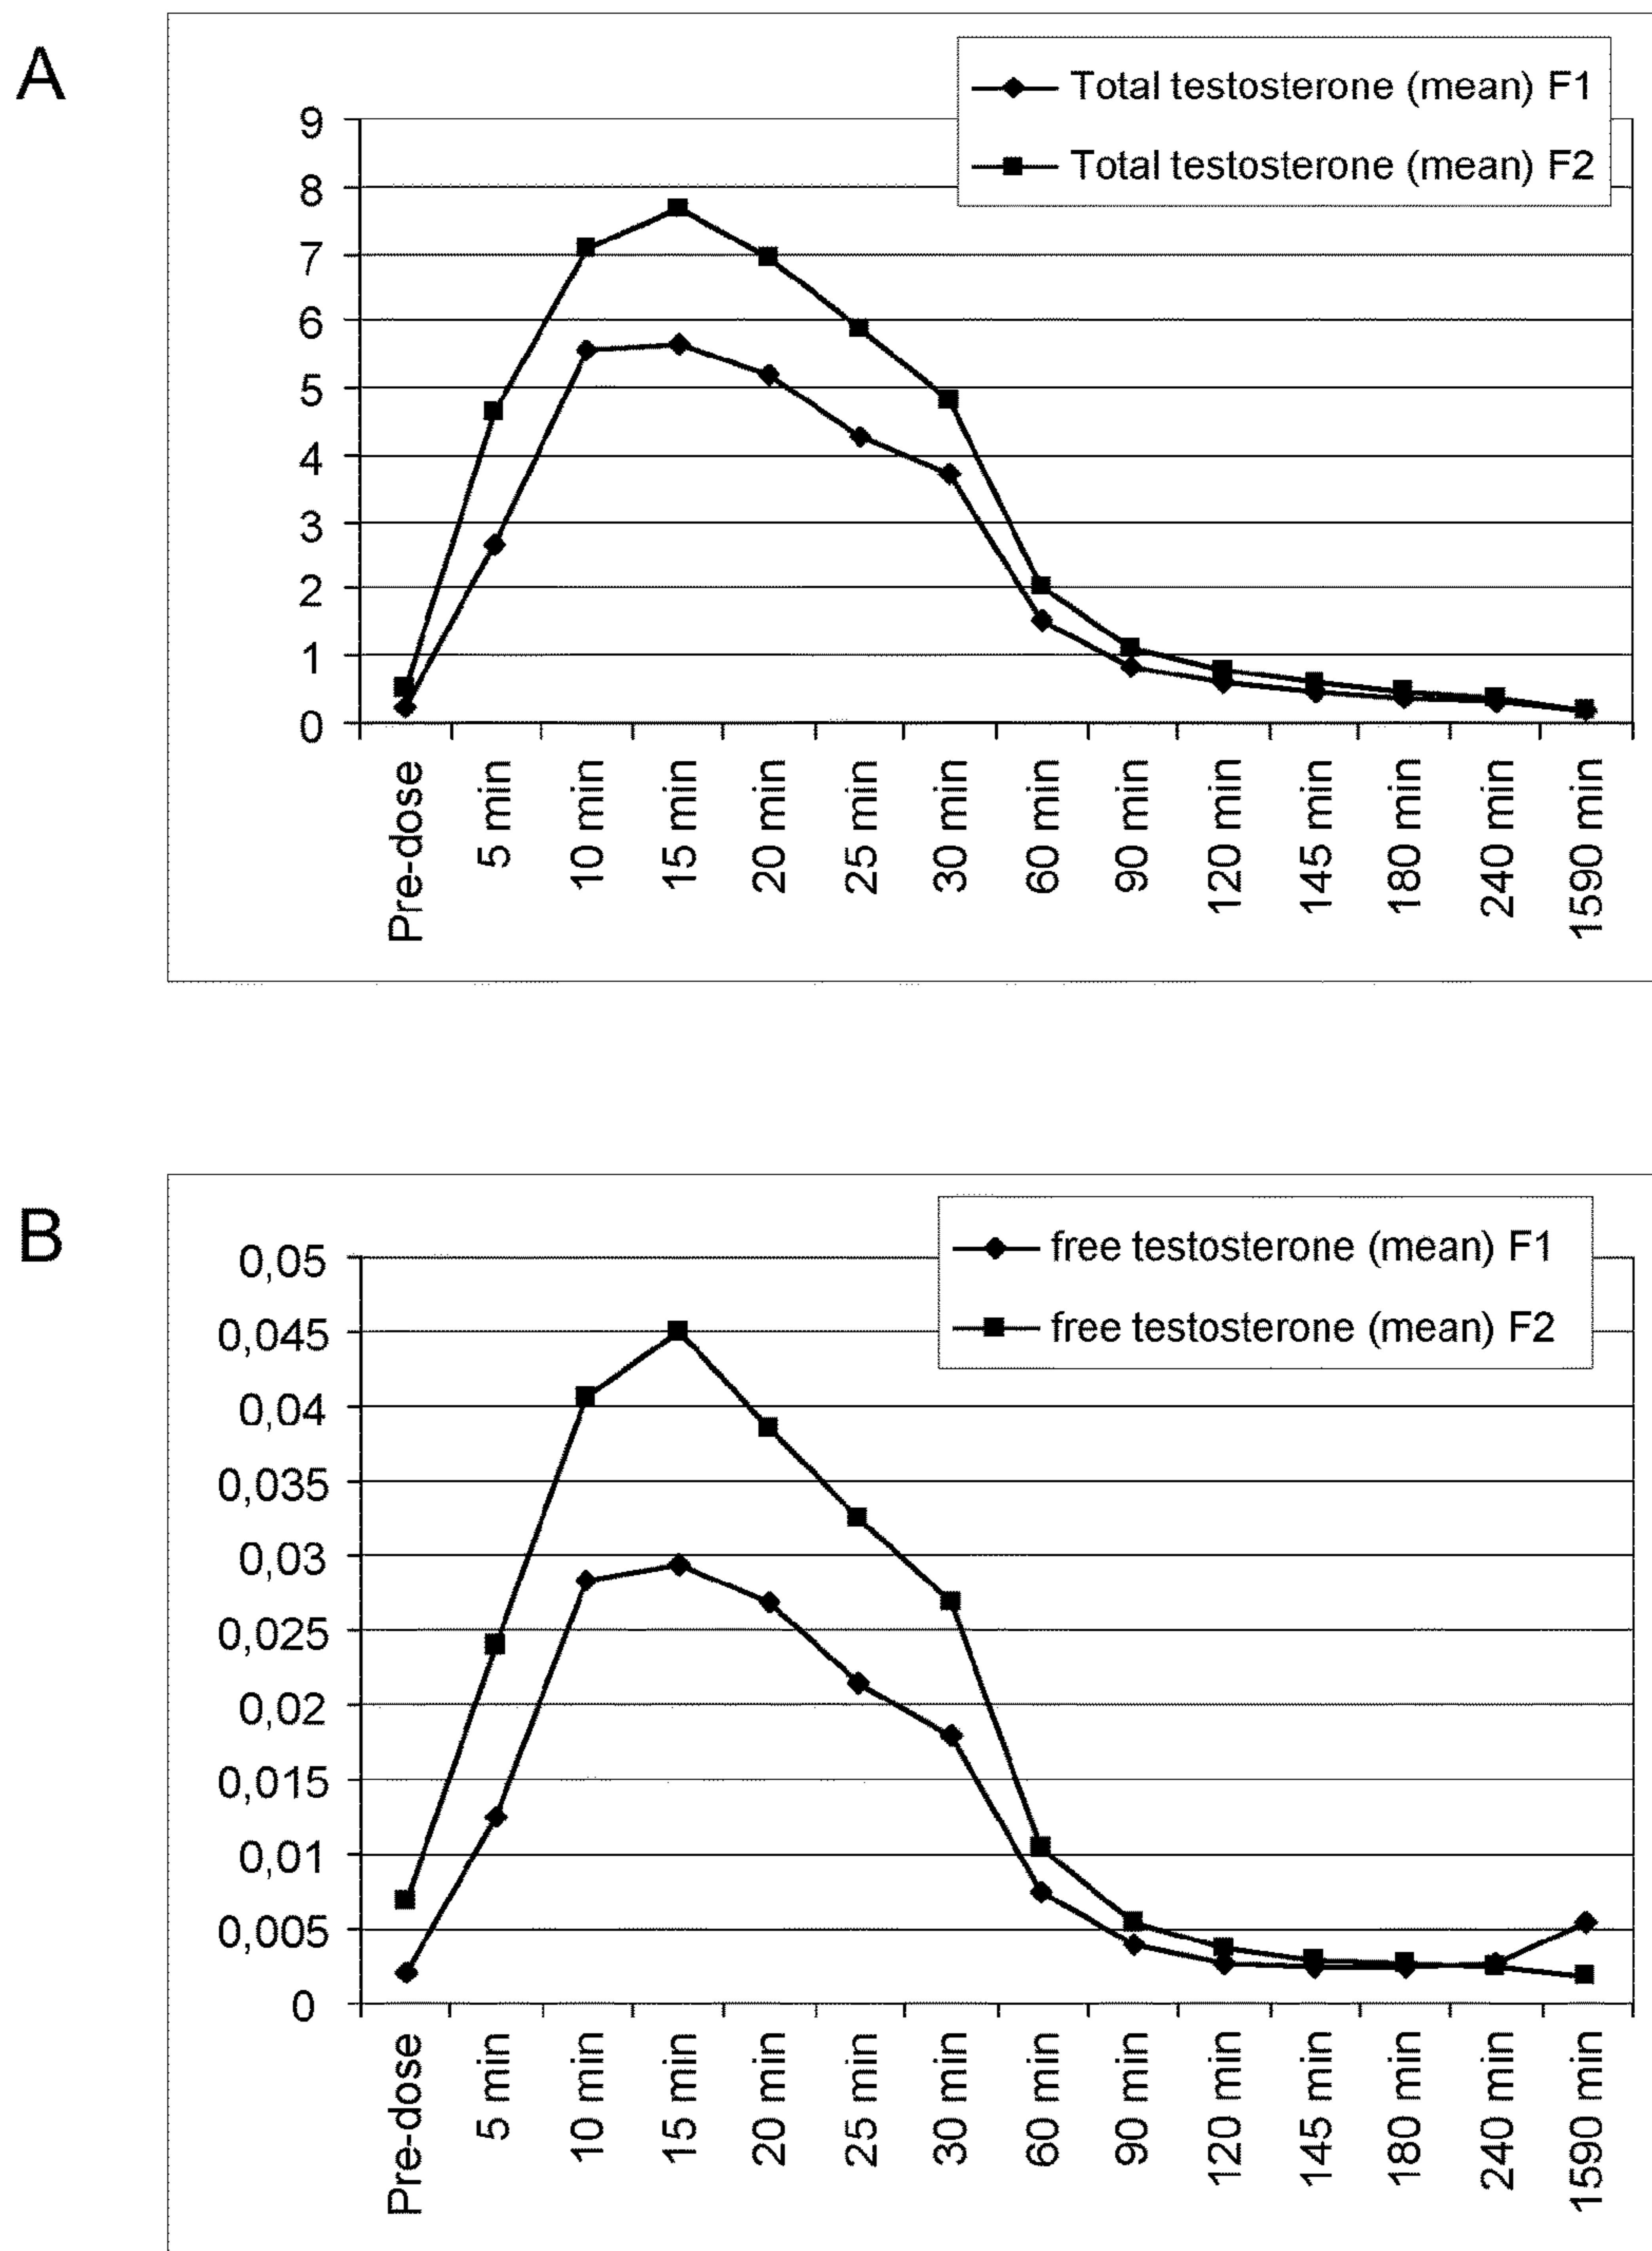 A
Total testosterone (mean) F1
Total testosterone (mean) F2
9
8
7
6
5
4
3
2
1
0
Pre-dose
5 min
10 min
15 min
20 min
25 min
30 min
60 min
90 min
120 min
145 min
180 min
240 min
1590 min
B
free testosterone (mean) F1
free testosterone (mean) F2
0,05
0,045
0,04
0,035
0,03
0,025
0,02
0,015
0,01
0,005
0
Pre-dose
5 min
10 min
15 min
20 min
25 min
30 min
60 min
90 min
120 min
145 min
180 min
240 min
1590 min